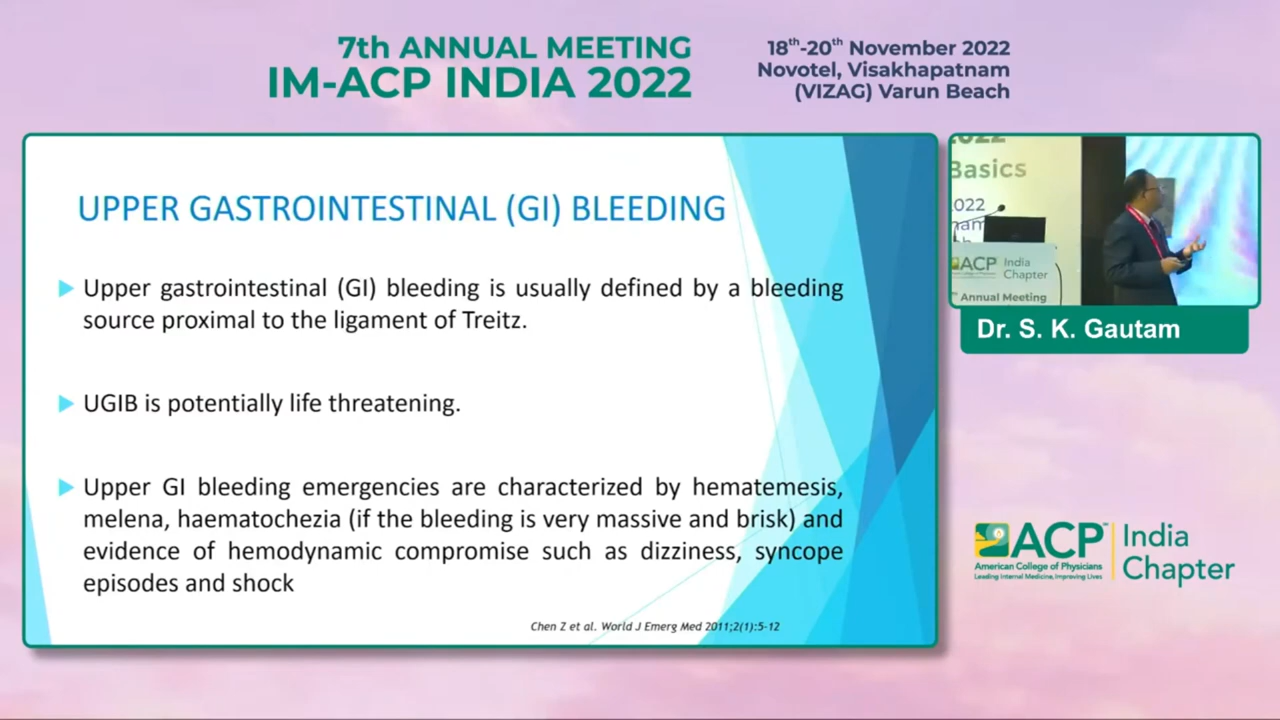 7th ANNUAL MEETING
IM-ACP INDIA 2022
18th-20th November 2022
Novotel, Visakhapatnam
(VIZAG) Varun Beach
UPPER GASTROINTESTINAL (GI) BLEEDING
Upper gastrointestinal (GI) bleeding is usually defined by a bleeding
source proximal to the ligament of Treitz.
UGIB is potentially life threatening.
Upper GI bleeding emergencies are characterized by hematemesis,
melena, haematochezia (if the bleeding is very massive and brisk) and
evidence of hemodynamic compromise such as dizziness, syncope
episodes and shock
Chen Z et al. World J Emerg Med 2011;2(1):5-12
2022
Basics
2022
ACP India
Chapter
Annual Meeting
Dr. S. K. Gautam
ACP
American College of Physicians
Leading Internal Medicine, Improving Lives
India
Chapter